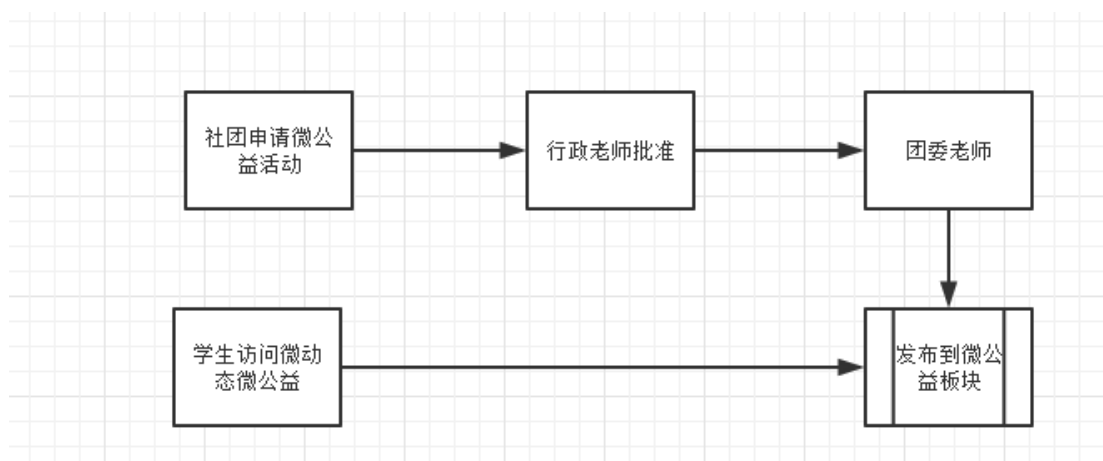 社团申请微公
益活动
行政老师批准
团委老师
学生访问微动
态微公益
发布到微公
益板块